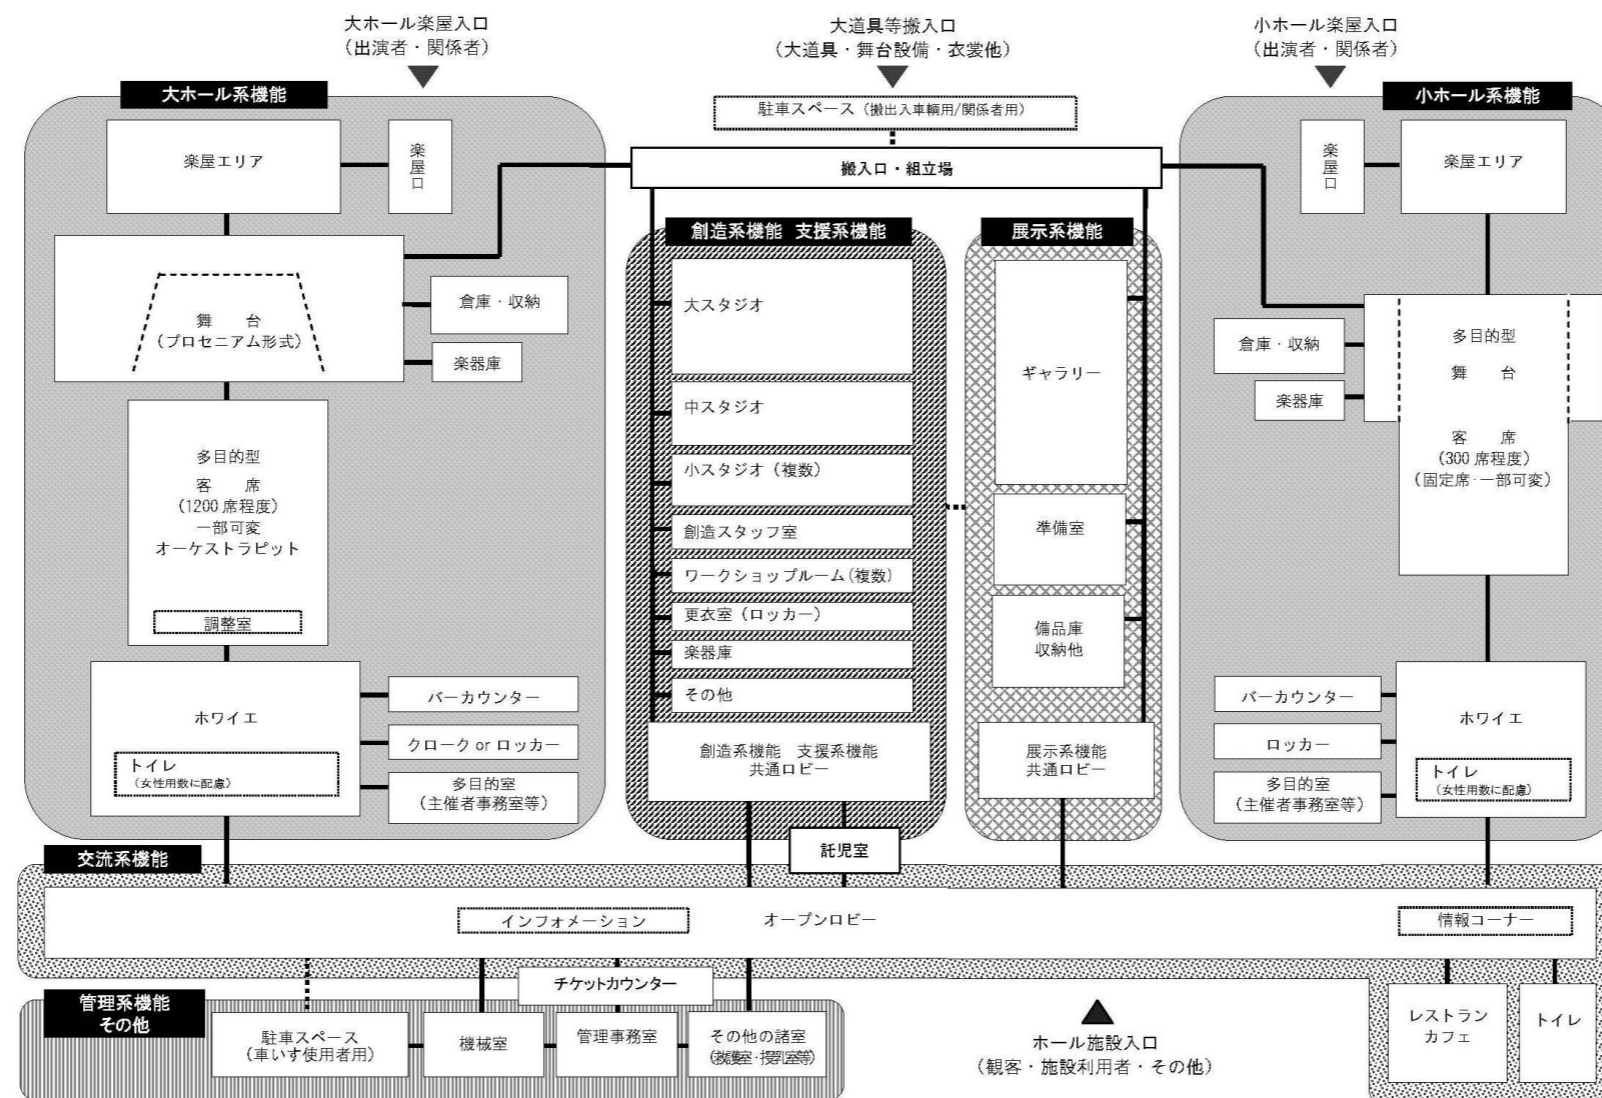 大ホール楽屋入口
（出演者・関係者）
大道具等搬入口
（大道具・舞台設備・衣裳他）
小ホール楽屋入口
（出演者・関係者）
大ホール系機能
楽屋エリア
楽屋口
舞　台
（プロセニアム形式）
倉庫・収納
楽器庫
多目的型
客　席
（1200 席程度）
一部可変
オーケストラピット
調整室
ホワイエ
トイレ
（女性用数に配慮）
バーカウンター
クローク or ロッカー
多目的室
（主催者事務室等）
駐車スペース（搬出入車輌用/関係者用）
搬入口・組立場
創造系機能　支援系機能
大スタジオ
中スタジオ
小スタジオ（複数）
創造スタッフ室
ワークショップルーム（複数）
更衣室（ロッカー）
楽器庫
その他
創造系機能　支援系機能
共通ロビー
展示系機能
ギャラリー
準備室
備品庫
収納他
展示系機能
共通ロビー
小ホール系機能
楽屋口
楽屋エリア
倉庫・収納
楽器庫
多目的型
舞　台
客　席
（300 席程度）
（固定席・一部可変）
バーカウンター
ロッカー
多目的室
（主催者事務室等）
ホワイエ
トイレ
（女性用数に配慮）
託児室
交流系機能
インフォメーション
オープンロビー
情報コーナー
チケットカウンター
管理系機能
その他
駐車スペース
（車いす使用者用）
機械室
管理事務室
その他の諸室
（救護室・授乳室等）
ホール施設入口
（観客・施設利用者・その他）
レストラン
カフェ
トイレ